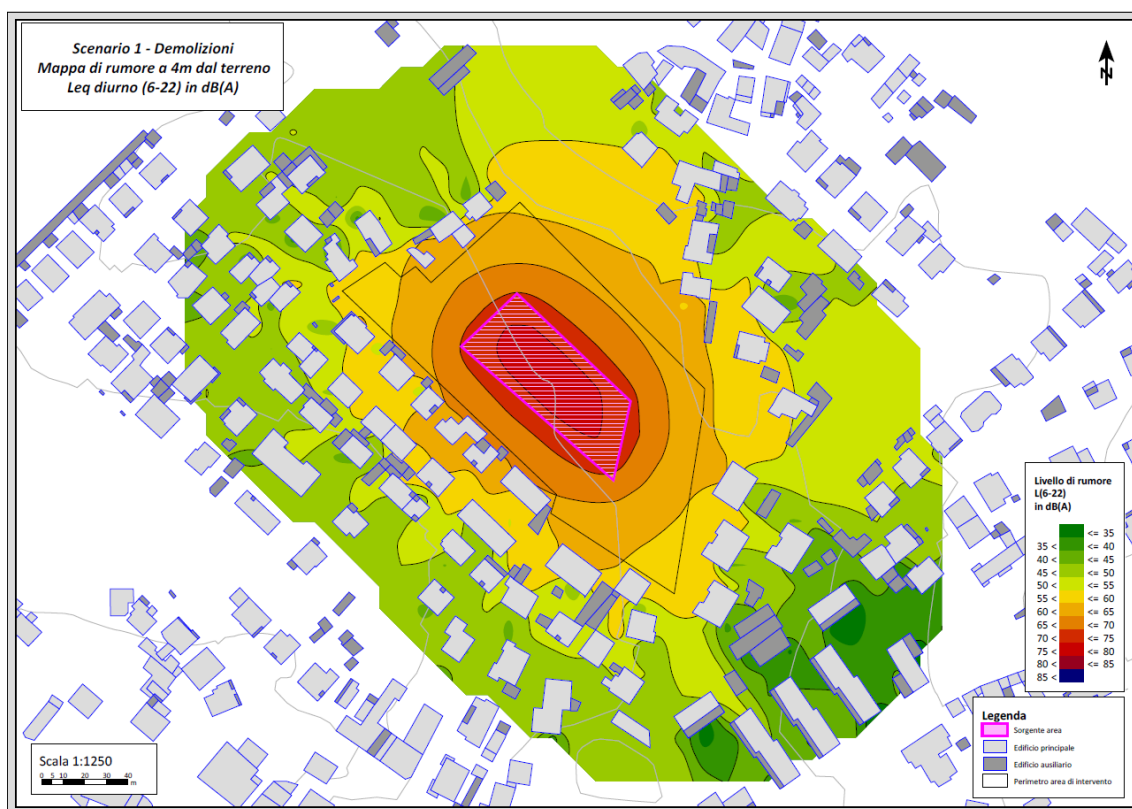 Scenario 1 - Demolizioni
Mappa di rumore a 4m dal terreno
Leq diurno (6-22) in dB(A)
N
Livello di rumore
L(6-22)
in dB(A)
<= 35
35 < <= 40
40 < <= 45
45 < <= 50
50 < <= 55
55 < <= 60
60 < <= 65
65 < <= 70
70 < <= 75
75 < <= 80
80 < <= 85
85 <
Legenda
Sorgente area
Edificio principale
Edificio ausiliario
Perimetro area di intervento
Scala 1:1250
0 5 10 20 30 40
m